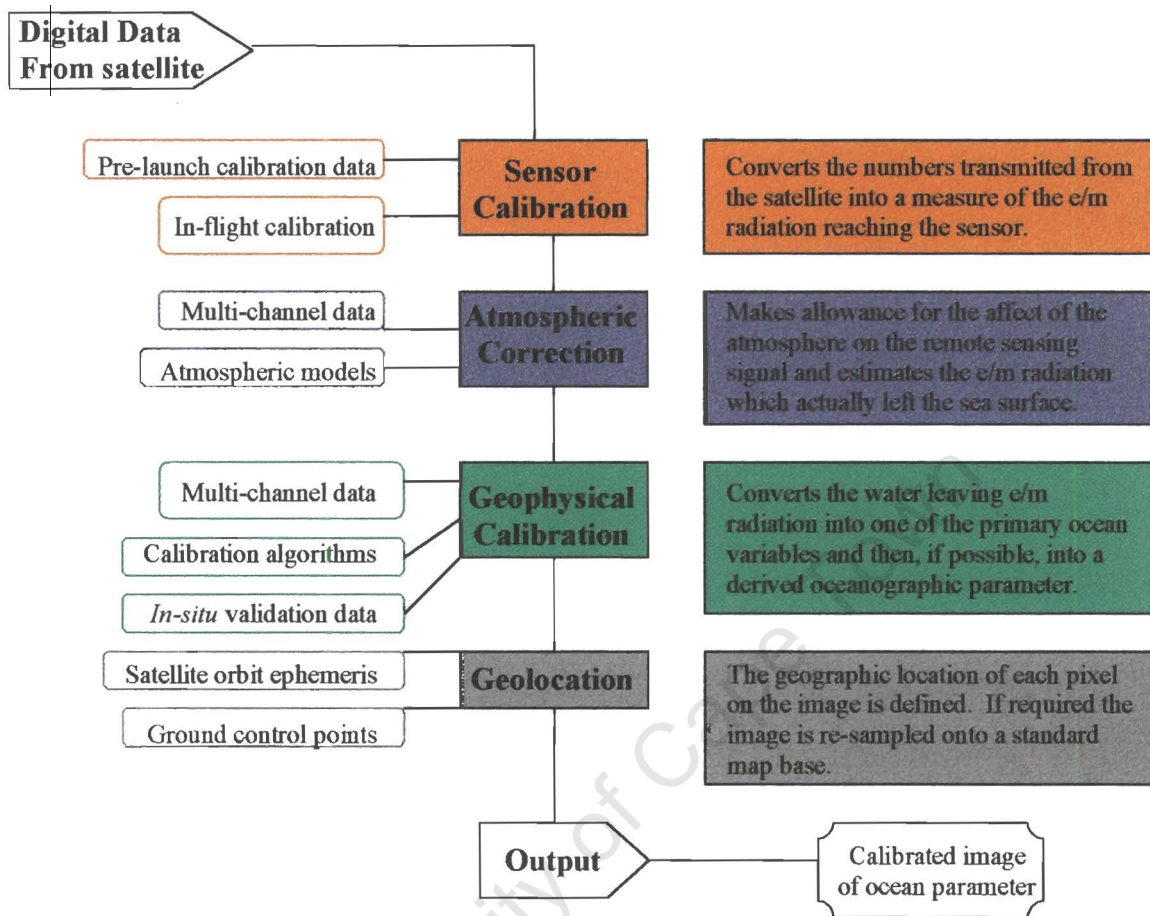 Digital Data
From satellite
Pre-launch calibration data
In-flight calibration
Sensor
Calibration
Converts the numbers transmitted from
the satellite into a measure of the e/m
radiation reaching the sensor.
Multi-channel data
Atmospheric models
Atmospheric
Correction
Makes allowance for the affect of the
atmosphere on the remote sensing
signal and estimates the e/m radiation
which actually left the sea surface.
Multi-channel data
Calibration algorithms
In-situ validation data
Geophysical
Calibration
Converts the water leaving e/m
radiation into one of the primary ocean
variables and then, if possible, into a
derived oceanographic parameter.
Satellite orbit ephemeris
Ground control points
Geolocation
The geographic location of each pixel
on the image is defined. If required the
image is re-sampled onto a standard
map base.
Output
Calibrated image
of ocean parameter
sity of Cape Town